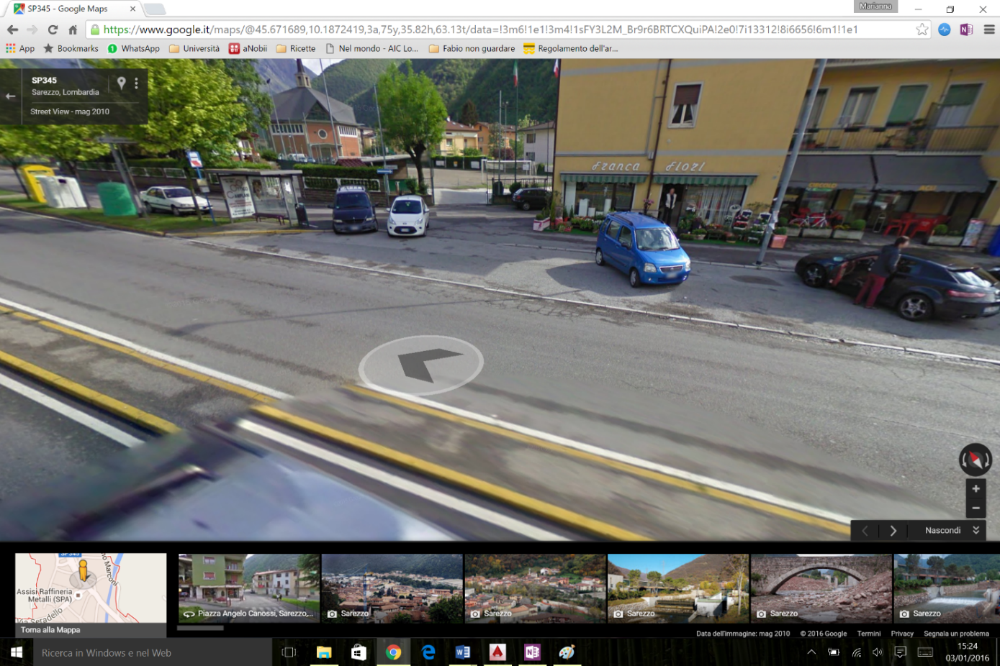 SP345 - Google Maps
Marianna
https://www.google.it/maps/@45.671689,10.1872419,3a,75y,35.82h,63.13t/data=!3m6!1e1!3m4!1sFY3L2M_Br9r6BRTCXQuiPA!2e0!7i13312!8i6656!6m1!1e1
App Bookmarks WhatsApp Università aNobii Ricette Nel mondo - AIC Lo... Fabio non guardare Regolamento dell'ar...
SP345
Sarezzo, Lombardia
Street View - mag 2010
Franca Fiori
CIRCOLO ACLI
Nascondi
SP345
no Marconi
Assisi Raffineria
Metalli (SPA)
Via Seradello
Torna alla Mappa
Piazza Angelo Canossi, Sarezzo,...
Sarezzo
Sarezzo
Sarezzo
Sarezzo
Sarezzo
Data dell'immagine: mag 2010 © 2016 Google Termini Privacy Segnala un problema
Ricerca in Windows e nel Web
15:24
03/01/2016